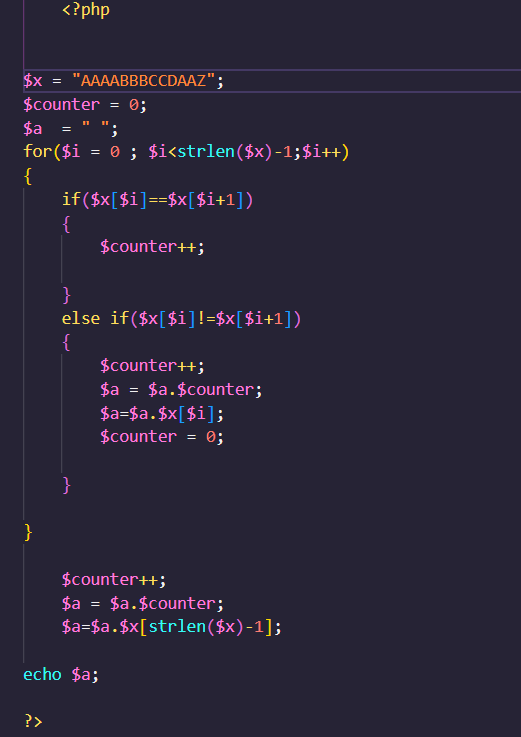 <?php
$x = "AAAABBBCCDAAZ";
$counter = 0;
$a  = " ";
for($i = 0 ; $i<strlen($x)-1;$i++)
{
if($x[$i]==$x[$i+1])
{
$counter++;
}
else if($x[$i]!=$x[$i+1])
{
$counter++;
$a = $a.$counter;
$a=$a.$x[$i];
$counter = 0;
}
}
$counter++;
$a = $a.$counter;
$a=$a.$x[strlen($x)-1];
echo $a;
?>